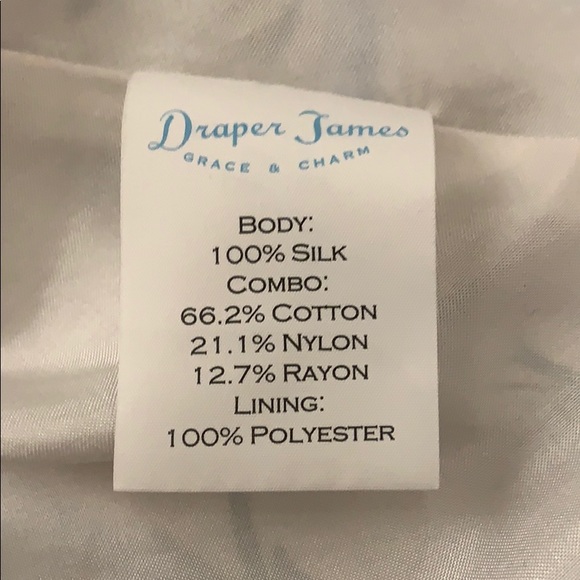 Draper James
GRACE & CHARM
BODY:
100% SILK
COMBO:
66.2% COTTON
21.1% NYLON
12.7% RAYON
LINING:
100% POLYESTER